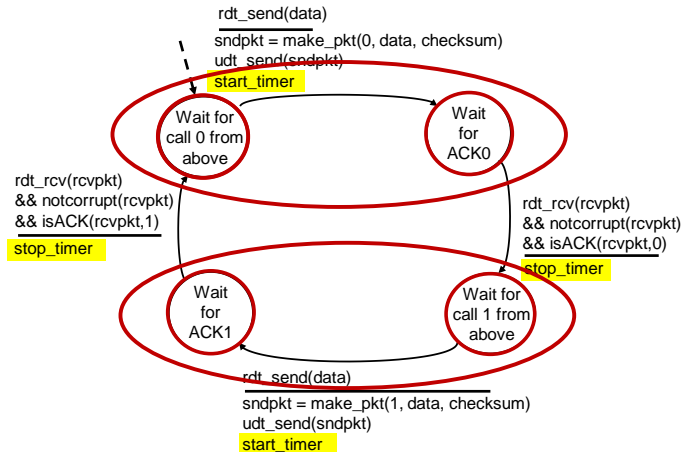 rdt_send(data)
sndpkt = make_pkt(0, data, checksum)
udt_send(sndpkt)
start_timer
Wait for
call 0 from
above
Wait
for
ACK0
rdt_rcv(rcvpkt)
&& notcorrupt(rcvpkt)
&& isACK(rcvpkt,1)
stop_timer
rdt_rcv(rcvpkt)
&& notcorrupt(rcvpkt)
&& isACK(rcvpkt,0)
stop_timer
Wait
for
ACK1
Wait for
call 1 from
above
rdt_send(data)
sndpkt = make_pkt(1, data, checksum)
udt_send(sndpkt)
start_timer